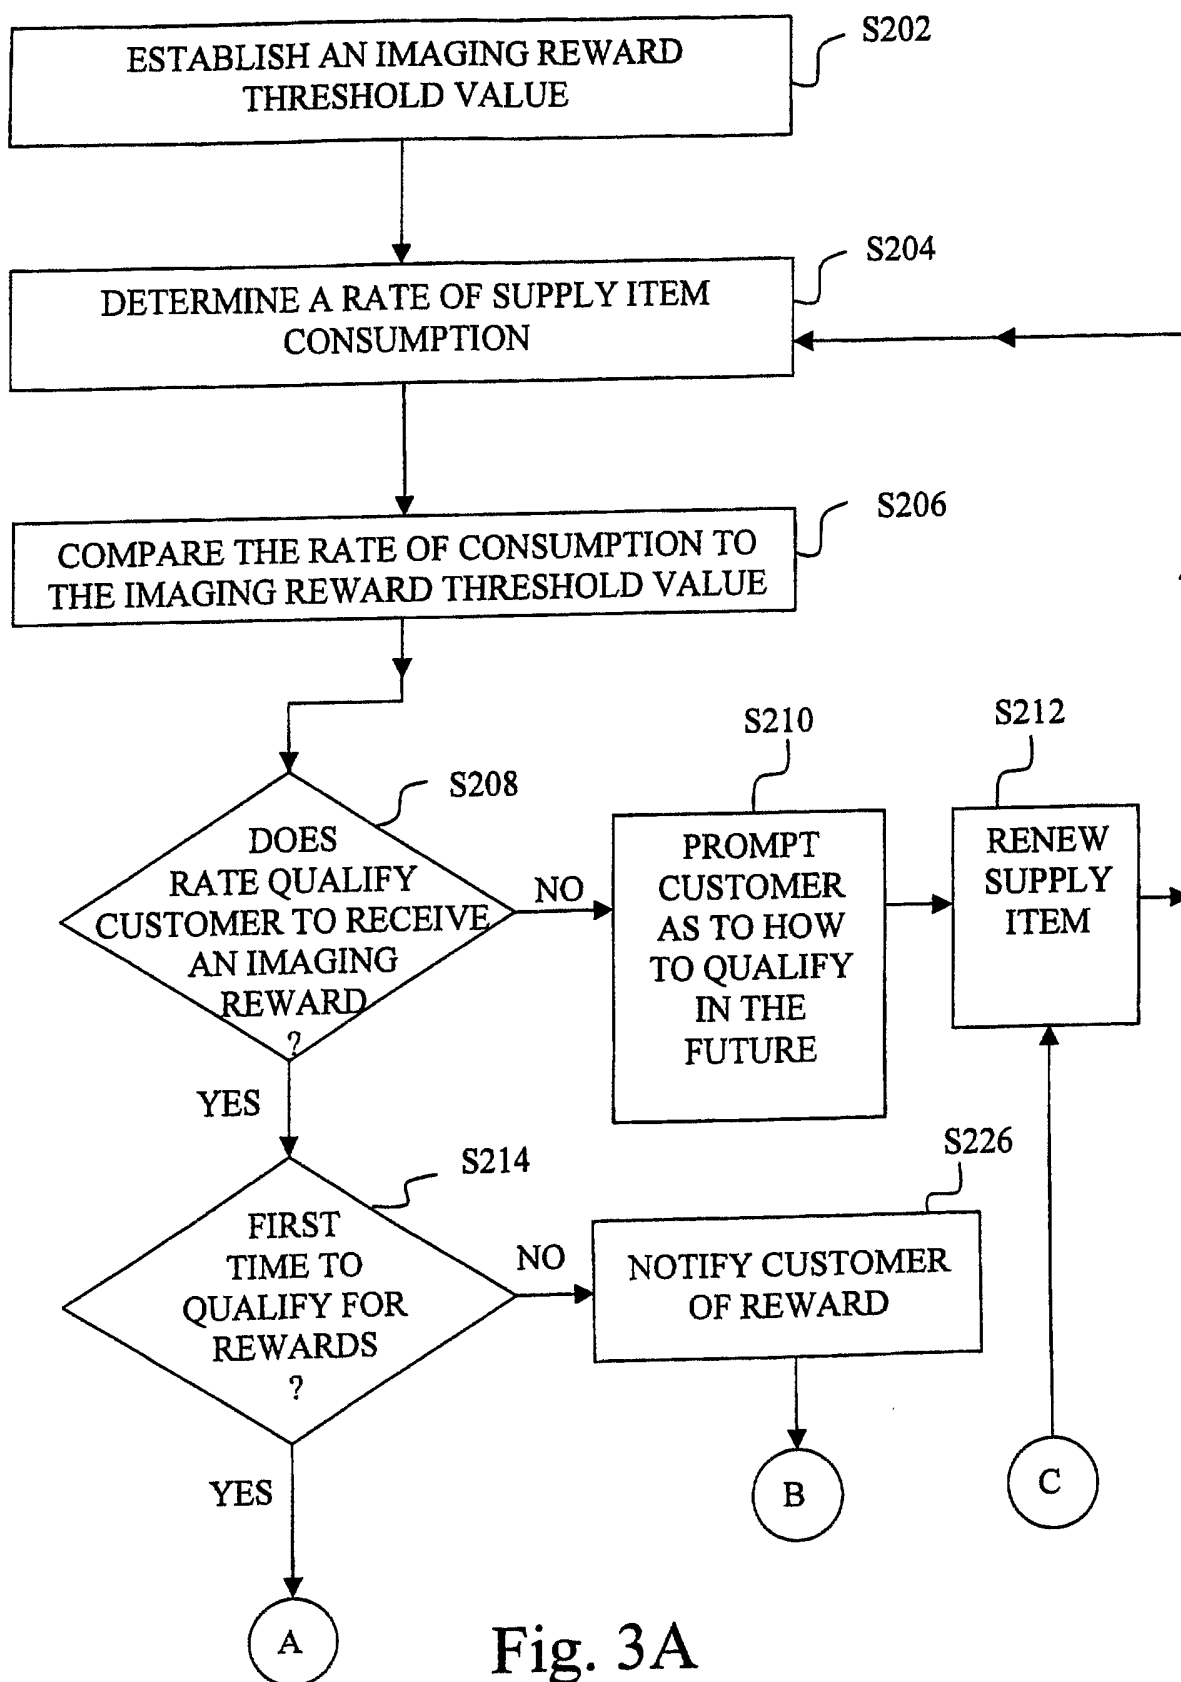 ESTABLISH AN IMAGING REWARD
THRESHOLD VALUE
S202
DETERMINE A RATE OF SUPPLY ITEM
CONSUMPTION
S204
COMPARE THE RATE OF CONSUMPTION TO
THE IMAGING REWARD THRESHOLD VALUE
S206
DOES
RATE QUALIFY
CUSTOMER TO RECEIVE
AN IMAGING
REWARD
?
S208
NO
YES
S210
PROMPT
CUSTOMER
AS TO HOW
TO QUALIFY
IN THE
FUTURE
S212
RENEW
SUPPLY
ITEM
S214
FIRST
TIME TO
QUALIFY FOR
REWARDS
?
NO
YES
S226
NOTIFY CUSTOMER
OF REWARD
B
C
A
Fig. 3A